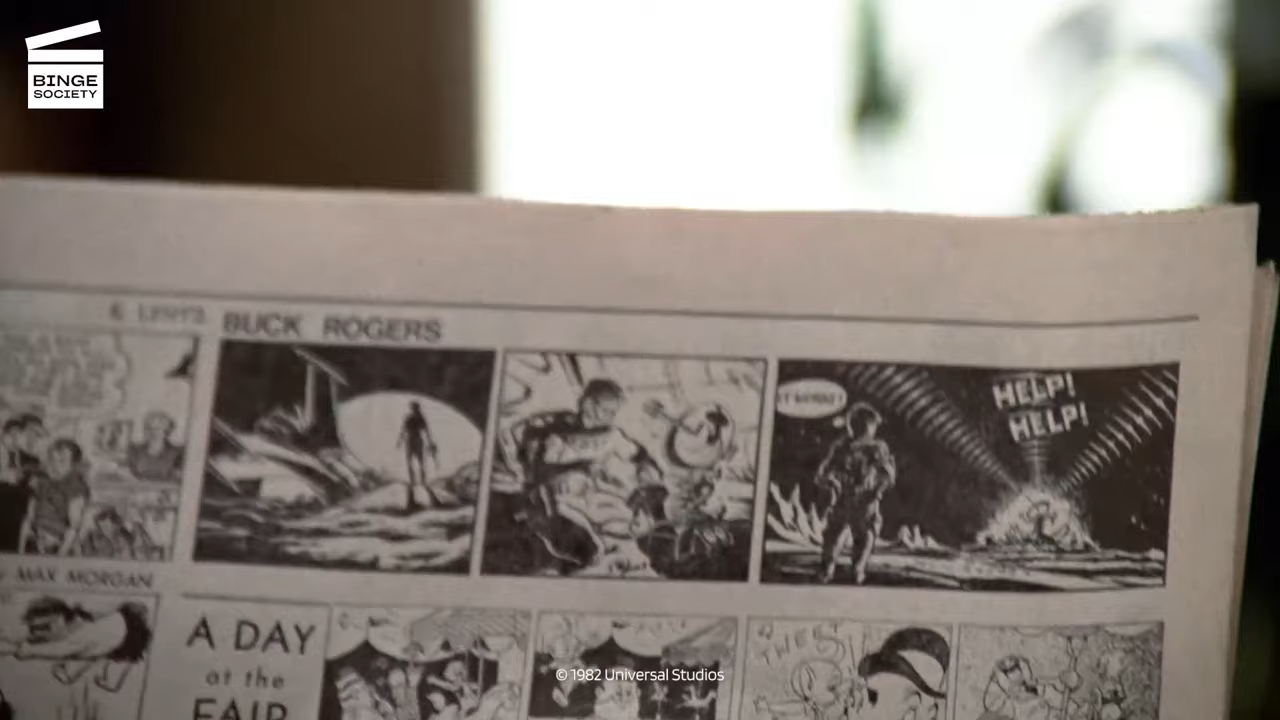 BINGE
SOCIETY
BUCK ROGERS
HELP!
HELP!
MAX MORGAN
A DAY
at the
FAIR
© 1982 Universal Studios